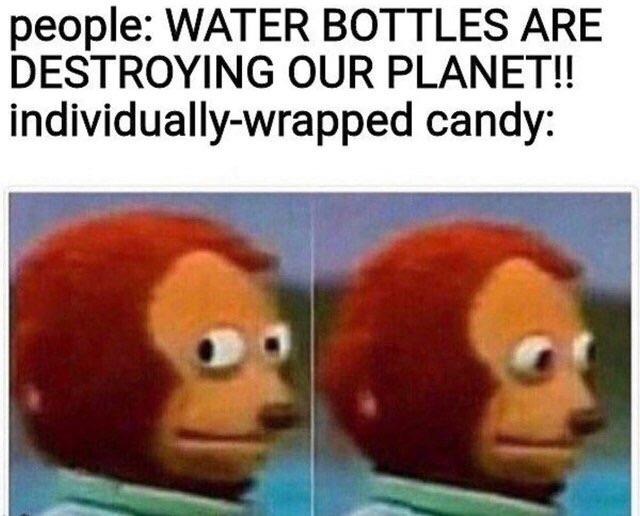 people: WATER BOTTLES ARE
DESTROYING OUR PLANET!!
individually-wrapped candy: